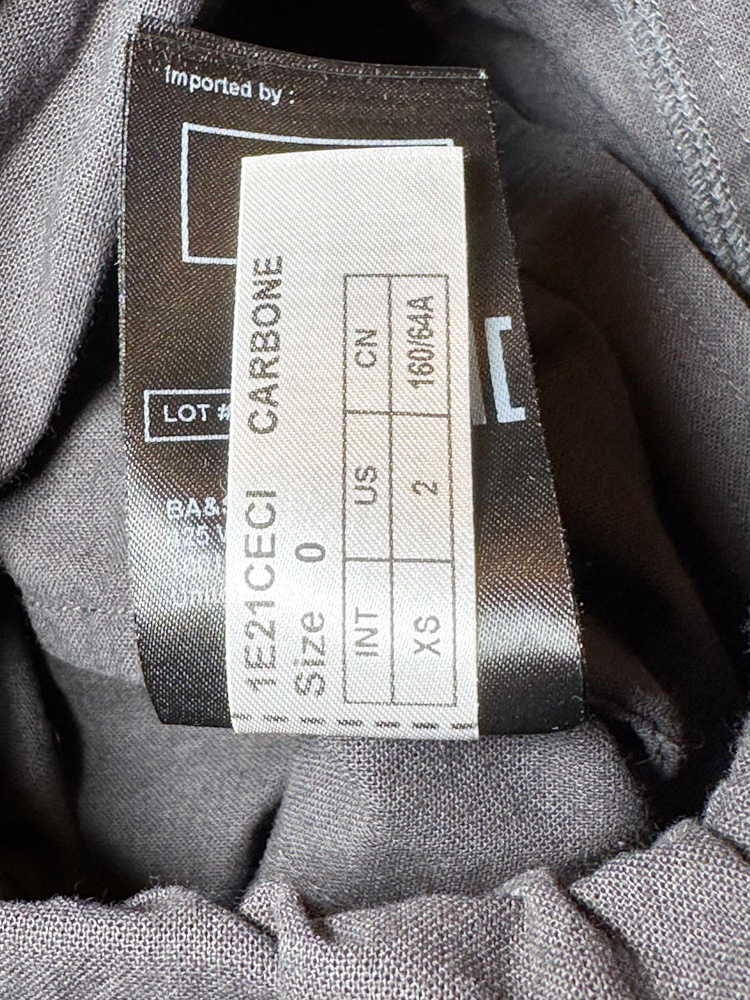 Imported by :
LOT #
BA&
1E21CECI CARBONE
Size 0
INT US CN
XS 2 160/64A